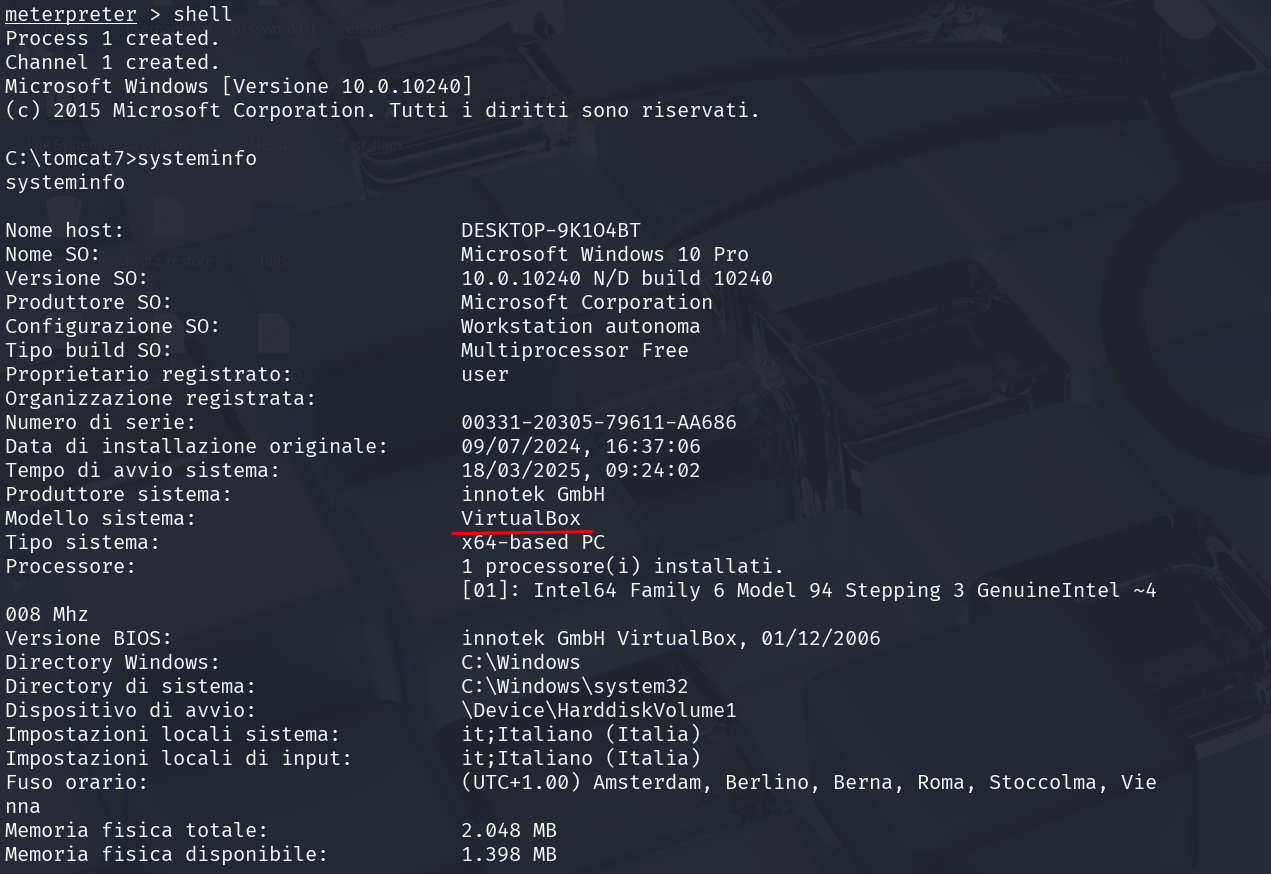 meterpreter > shell
Process 1 created.
Channel 1 created.
Microsoft Windows [Versione 10.0.10240]
(c) 2015 Microsoft Corporation. Tutti i diritti sono riservati.
C:\tomcat7>systeminfo
systeminfo
Nome host: DESKTOP-9K1O4BT
Nome SO: Microsoft Windows 10 Pro
Versione SO: 10.0.10240 N/D build 10240
Produttore SO: Microsoft Corporation
Configurazione SO: Workstation autonoma
Tipo build SO: Multiprocessor Free
Proprietario registrato: user
Organizzazione registrata:
Numero di serie: 00331-20305-79611-AA686
Data di installazione originale: 09/07/2024, 16:37:06
Tempo di avvio sistema: 18/03/2025, 09:24:02
Produttore sistema: innotek GmbH
Modello sistema: VirtualBox
Tipo sistema: x64-based PC
Processore: 1 processore(i) installati.
[01]: Intel64 Family 6 Model 94 Stepping 3 GenuineIntel ~4
008 Mhz
Versione BIOS: innotek GmbH VirtualBox, 01/12/2006
Directory Windows: C:\Windows
Directory di sistema: C:\Windows\system32
Dispositivo di avvio: \Device\HarddiskVolume1
Impostazioni locali sistema: it;Italiano (Italia)
Impostazioni locali di input: it;Italiano (Italia)
Fuso orario: (UTC+1.00) Amsterdam, Berlino, Berna, Roma, Stoccolma, Vie
nna
Memoria fisica totale: 2.048 MB
Memoria fisica disponibile: 1.398 MB